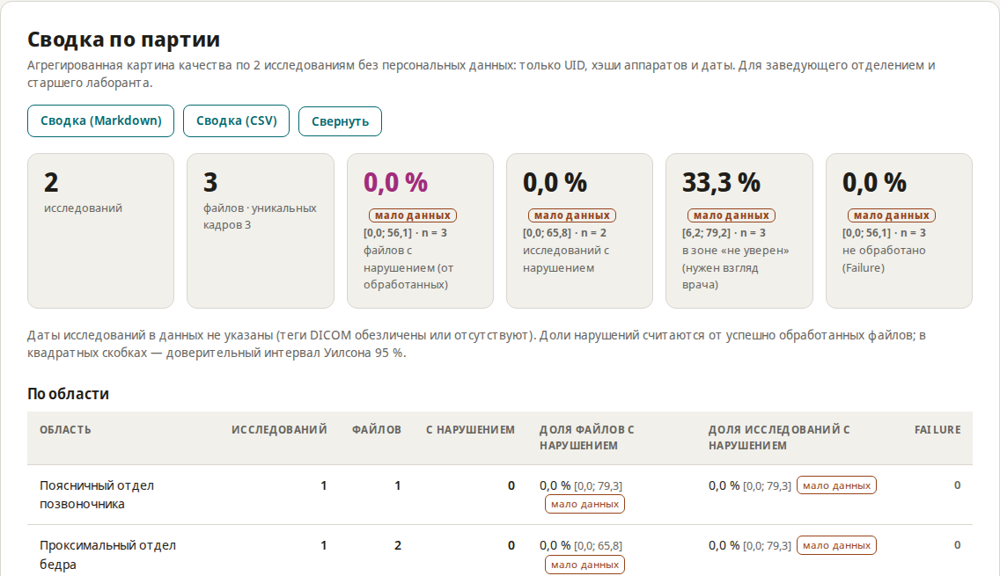 Сводка по партии
Агрегированная картина качества по 2 исследованиям без персональных данных: только UID, хэши аппаратов и даты. Для заведующего отделением и
старшего лаборанта.
Сводка (Markdown)
Сводка (CSV)
Свернуть
2
исследований
3
файлов · уникальных
кадров 3
0,0 %
мало данных
[0,0; 56,1] · n = 3
файлов с
нарушением (от
обработанных)
0,0 %
мало данных
[0,0; 65,8] · n = 2
исследований с
нарушением
33,3 %
мало данных
[6,2; 79,2] · n = 3
в зоне «не уверен»
(нужен взгляд
врача)
0,0 %
мало данных
[0,0; 56,1] · n = 3
не обработано
(Failure)
Даты исследований в данных не указаны (теги DICOM обезличены или отсутствуют). Доли нарушений считаются от успешно обработанных файлов; в
квадратных скобках — доверительный интервал Уилсона 95 %.
По области
ОБЛАСТЬ ИССЛЕДОВАНИЙ ФАЙЛОВ С НАРУШЕНИЕМ ДОЛЯ ФАЙЛОВ С
НАРУШЕНИЕМ ДОЛЯ ИССЛЕДОВАНИЙ С
НАРУШЕНИЕМ FAILURE
Поясничный отдел
позвоночника 1 1 0 0,0 % [0,0; 79,3]
мало данных 0,0 % [0,0; 79,3] мало данных 0
Проксимальный отдел
бедра 1 2 0 0,0 % [0,0; 65,8]
мало данных 0,0 % [0,0; 79,3] мало данных 0